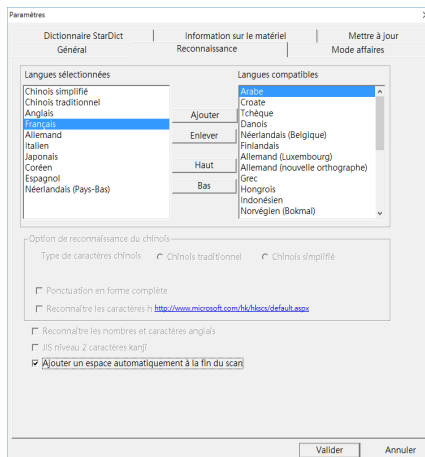 Paramètres
Dictionnaire StarDict
Information sur le matériel
Mettre à jour
Général
Reconnaissance
Mode affaires
Langues sélectionnées
Chinois simplifié
Chinois traditionnel
Anglais
Français
Allemand
Italien
Japonais
Coréen
Espagnol
Néerlandais (Pays-Bas)
Ajouter
Enlever
Haut
Bas
Langues compatibles
Arabe
Croate
Tchèque
Danois
Néerlandais (Belgique)
Finlandais
Allemand (Luxembourg)
Allemand (nouvelle orthographe)
Grec
Hongrois
Indonésien
Norvégien (Bokmal)
Option de reconnaissance du chinois
Type de caractères chinois
Chinois traditionnel
Chinois simplifié
Ponctuation en forme complète
Reconnaître les caractères h http://www.microsoft.com/hk/hkscs/default.aspx
Reconnaître les nombres et caractères anglais
JIS niveau 2 caractères kanji
Ajouter un espace automatiquement à la fin du scan
Valider
Annuler